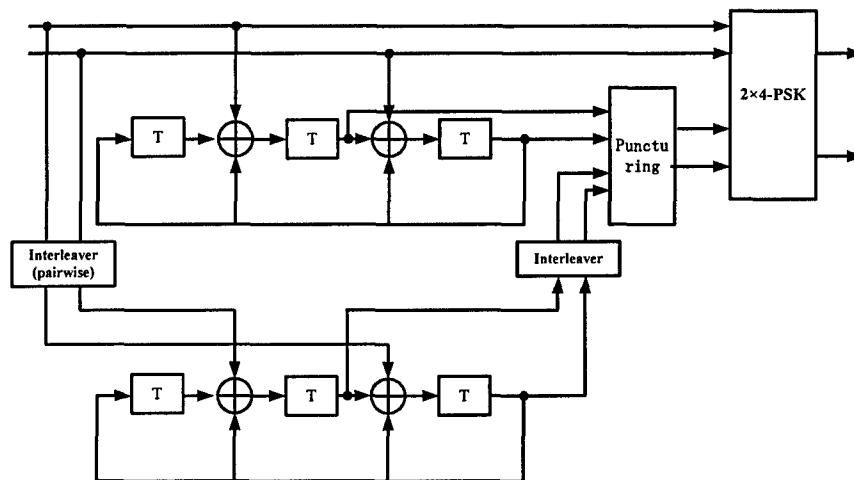 2×4-PSK
T
T
T
Punctu
ring
Interleaver
(pairwise)
Interleaver
T
T
T